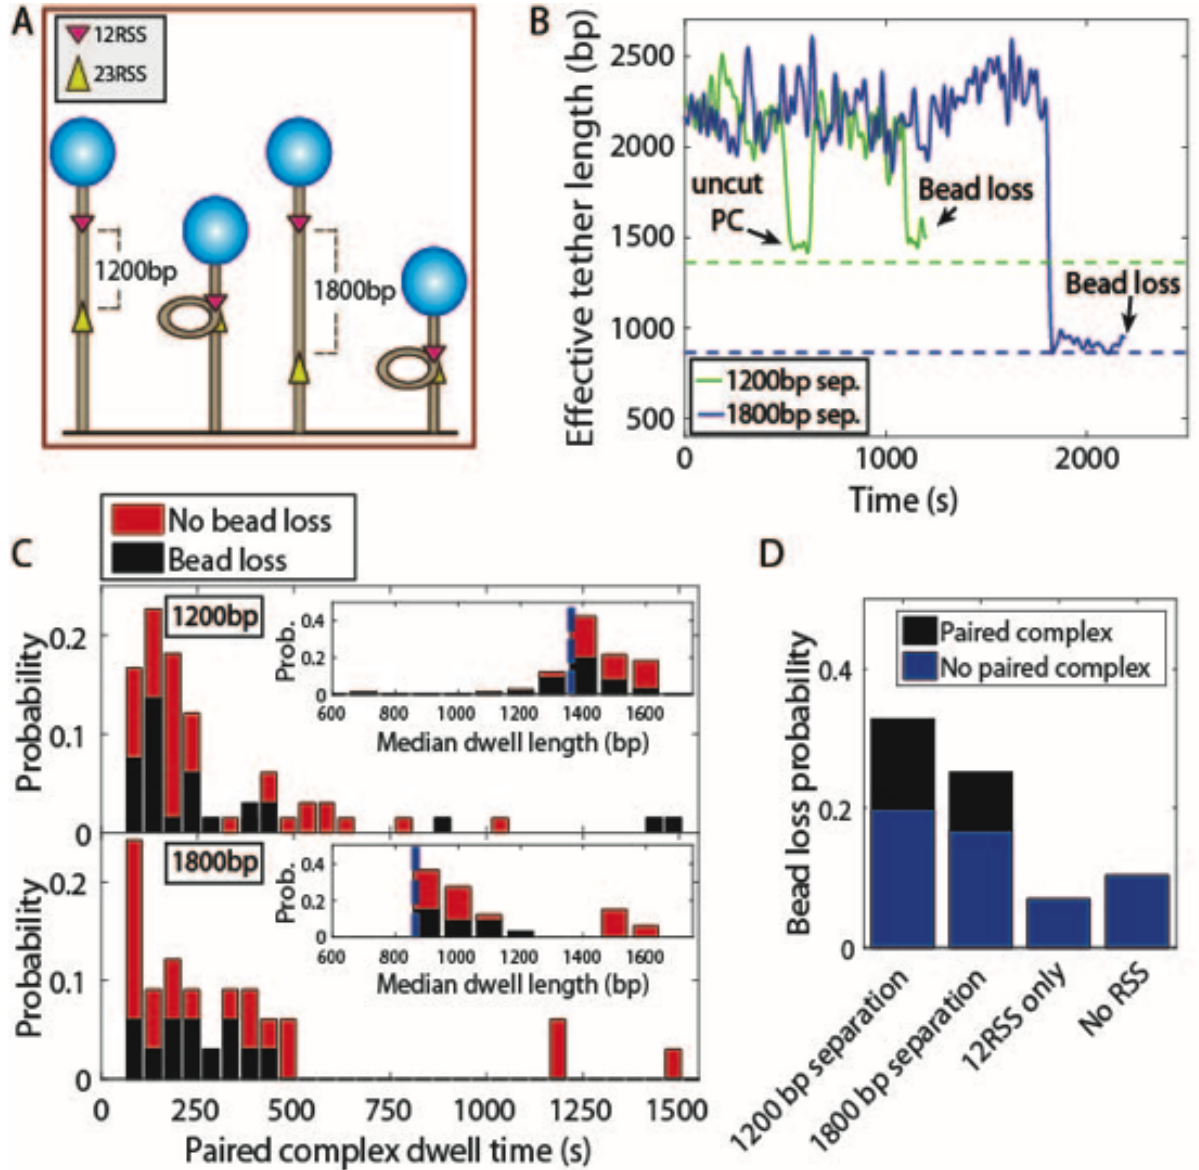 A
12RSS
23RSS
1200bp
1800bp
B
Effective tether length (bp)
2500
2000
1500
1000
500
uncut
PC
Bead loss
Bead loss
1200bp sep.
1800bp sep.
0 1000 2000
Time (s)
C
No bead loss
Bead loss
1200bp
Probability
0.2
0.1
0
Prob.
0.4
0.2
0
600 800 1000 1200 1400 1600
Median dwell length (bp)
1800bp
Probability
0.2
0.1
0
Prob.
0.4
0.2
0
600 800 1000 1200 1400 1600
Median dwell length (bp)
0 250 500 750 1000 1250 1500
Paired complex dwell time (s)
D
Paired complex
No paired complex
Bead loss probability
0.4
0.2
0
1200 bp separation
1800 bp separation
12RSS only
No RSS